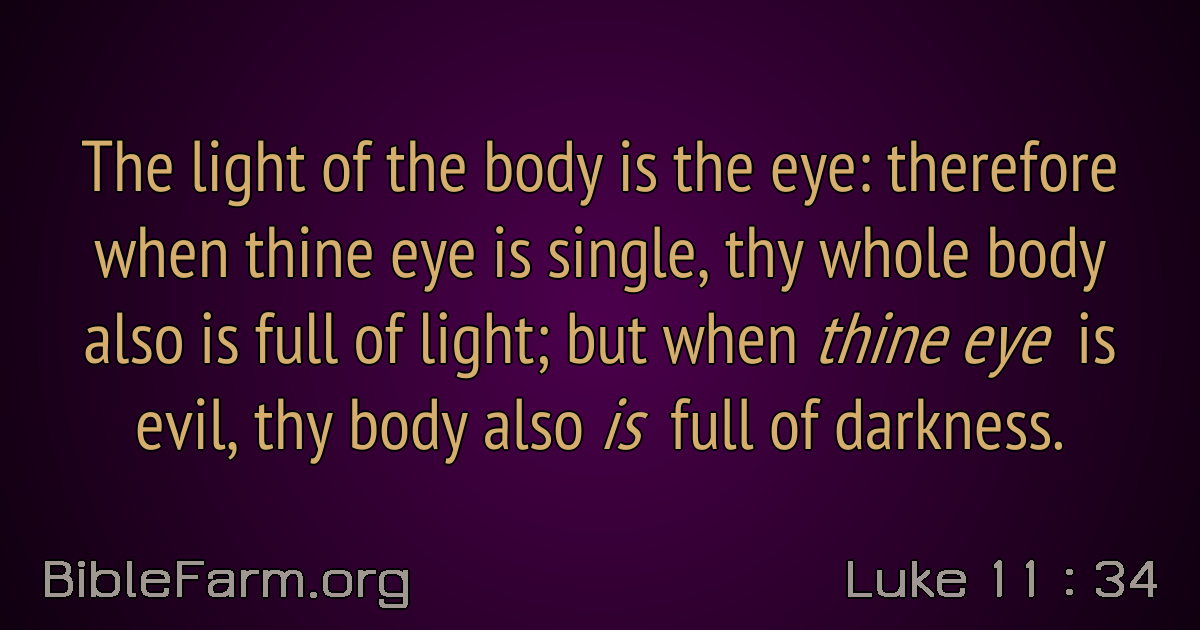 The light of the body is the eye: therefore
when thine eye is single, thy whole body
also is full of light; but when thine eye is
evil, thy body also is full of darkness.
BibleFarm.org
Luke 11 : 34